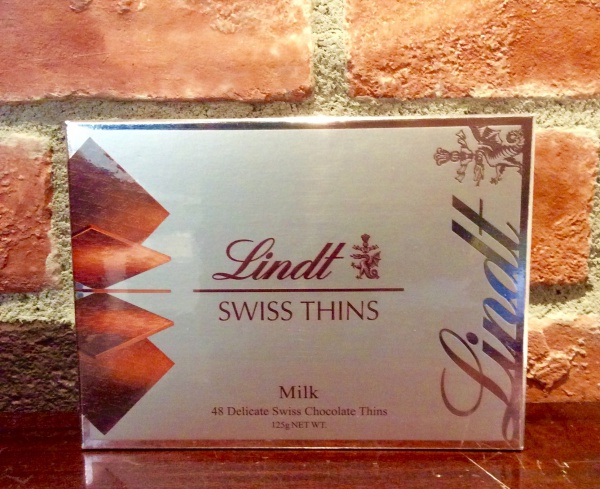 Lindt
SWISS THINS
Milk
48 Delicate Swiss Chocolate Thins
125g NET WT.
Lindt